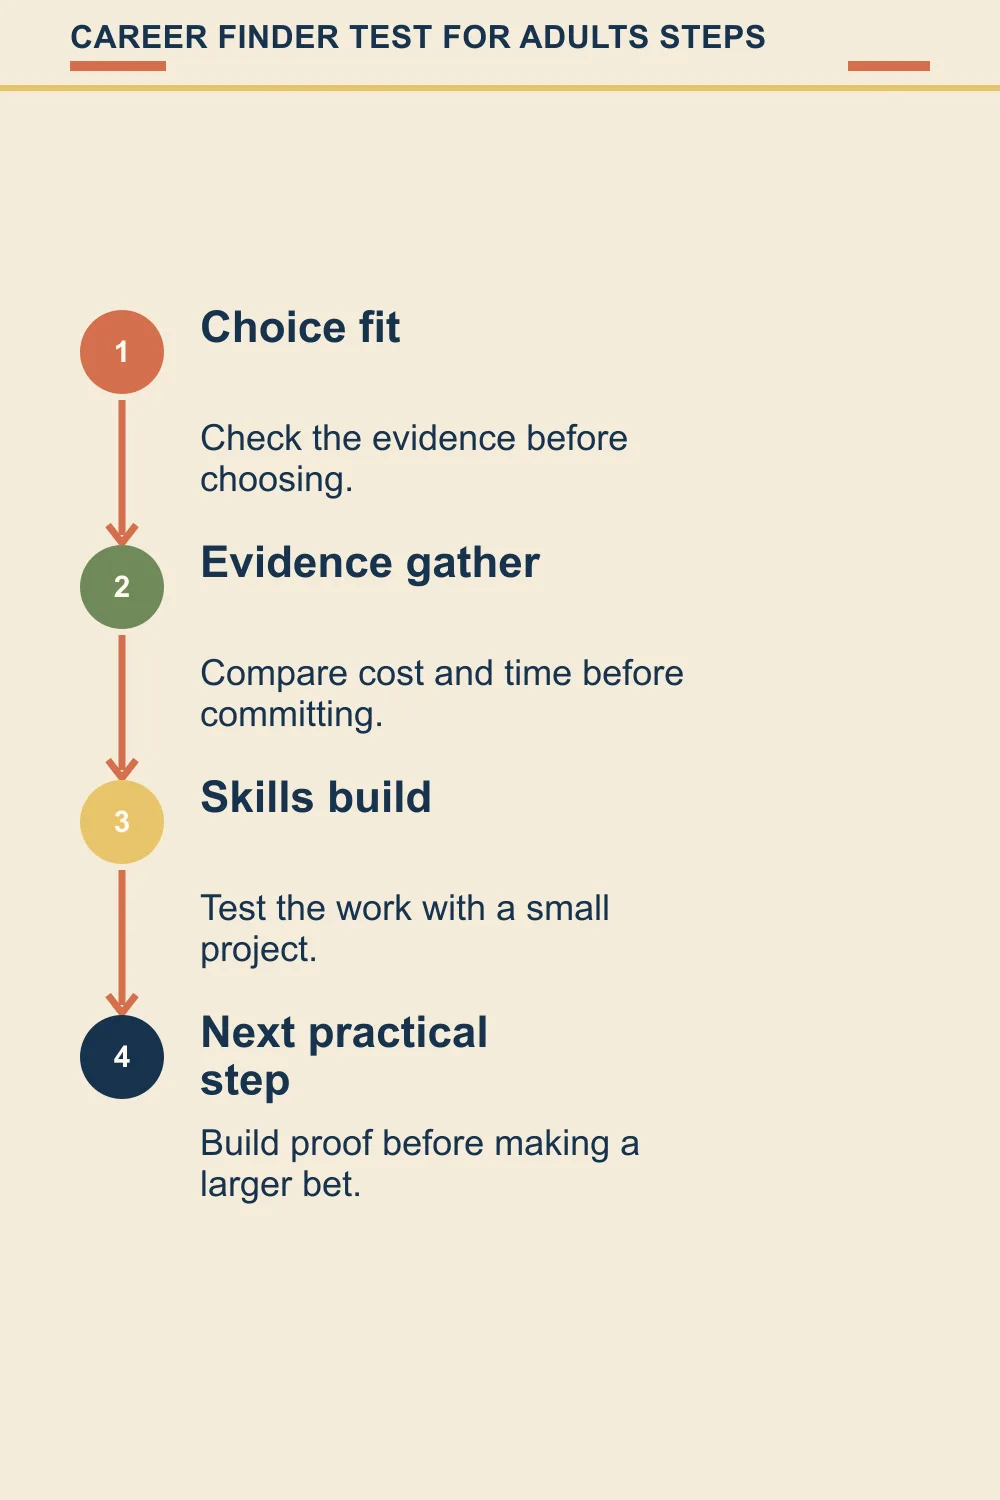 CAREER FINDER TEST FOR ADULTS STEPS
1
Choice fit
Check the evidence before
choosing.
2
Evidence gather
Compare cost and time before
committing.
3
Skills build
Test the work with a small
project.
4
Next practical
step
Build proof before making a
larger bet.